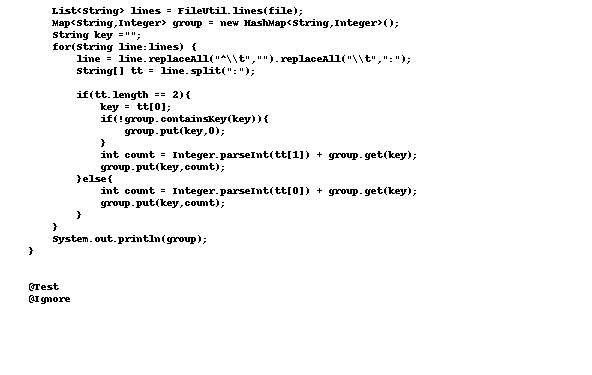 List<String> lines = FileUtil.lines(file);
Map<String,Integer> group = new HashMap<String,Integer>();
String key ="";
for(String line:lines) {
line = line.replaceAll("^\\t","").replaceAll("\\t",":");
String[] tt = line.split(":");
if(tt.length == 2){
key = tt[0];
if(!group.containsKey(key)){
group.put(key,0);
}
int count = Integer.parseInt(tt[1]) + group.get(key);
group.put(key,count);
}else{
int count = Integer.parseInt(tt[0]) + group.get(key);
group.put(key,count);
}
}
System.out.println(group);
}
@Test
@Ignore